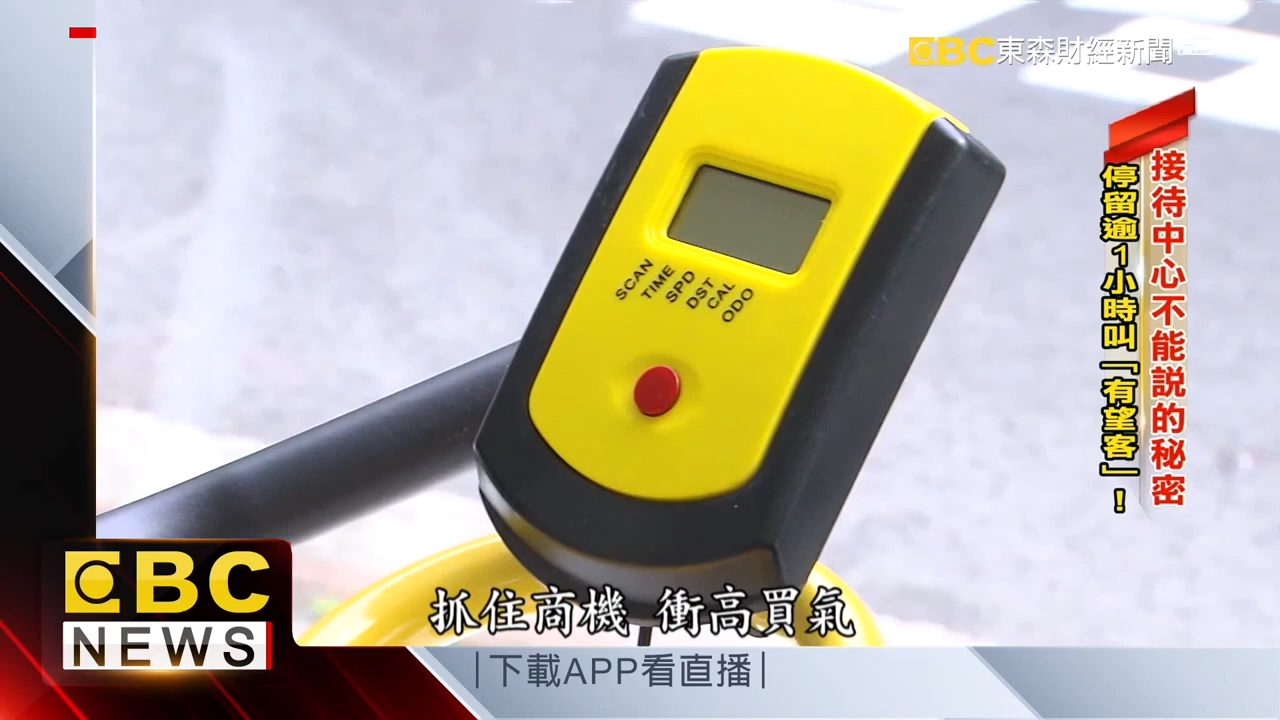 EBC東森財經新聞
接待中心不能説的秘密
停留逾1小時叫「有望客」！
SCAN
TIME
SPD
DST
CAL
ODO
抓住商機 衝高買氣
EBC
NEWS
|下載APP看直播|